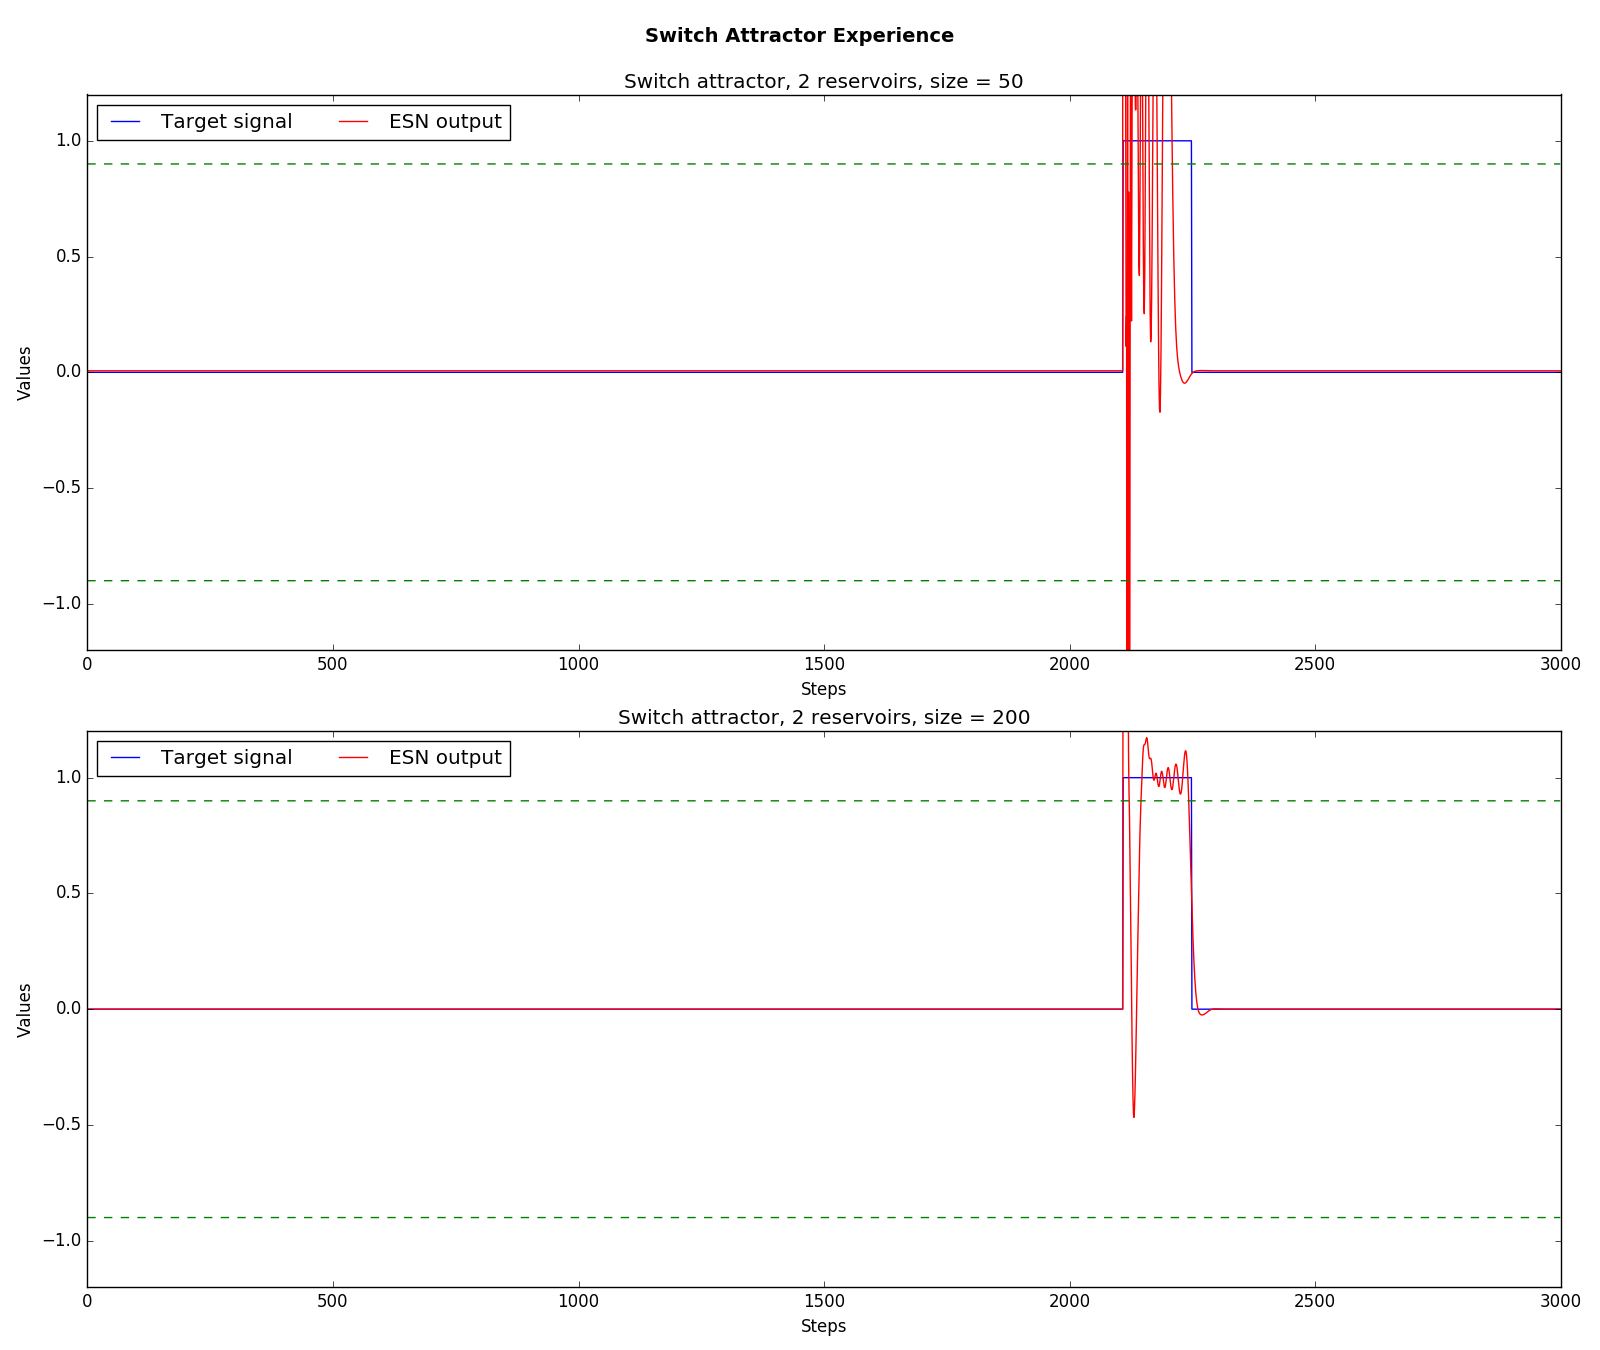 Switch Attractor Experience
Switch attractor, 2 reservoirs, size = 50
Target signal ESN output
1.0
0.5
0.0
−0.5
−1.0
Values
0 500 1000 1500 2000 2500 3000
Steps
Switch attractor, 2 reservoirs, size = 200
Target signal ESN output
1.0
0.5
0.0
−0.5
−1.0
Values
0 500 1000 1500 2000 2500 3000
Steps